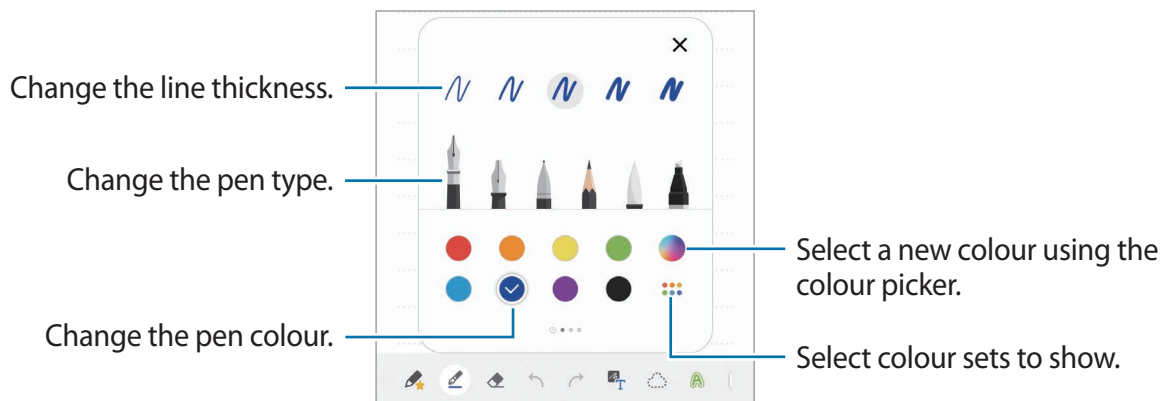 Change the line thickness.
Change the pen type.
Change the pen colour.
Select a new colour using the
colour picker.
Select colour sets to show.
T
A